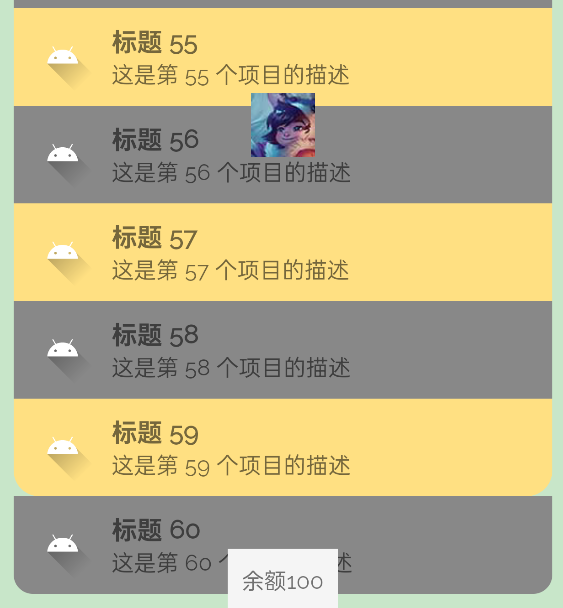 标题 55
这是第 55 个项目的描述
标题 56
这是第 56 个项目的描述
标题 57
这是第 57 个项目的描述
标题 58
这是第 58 个项目的描述
标题 59
这是第 59 个项目的描述
标题 60
这是第 60 个述
余额100